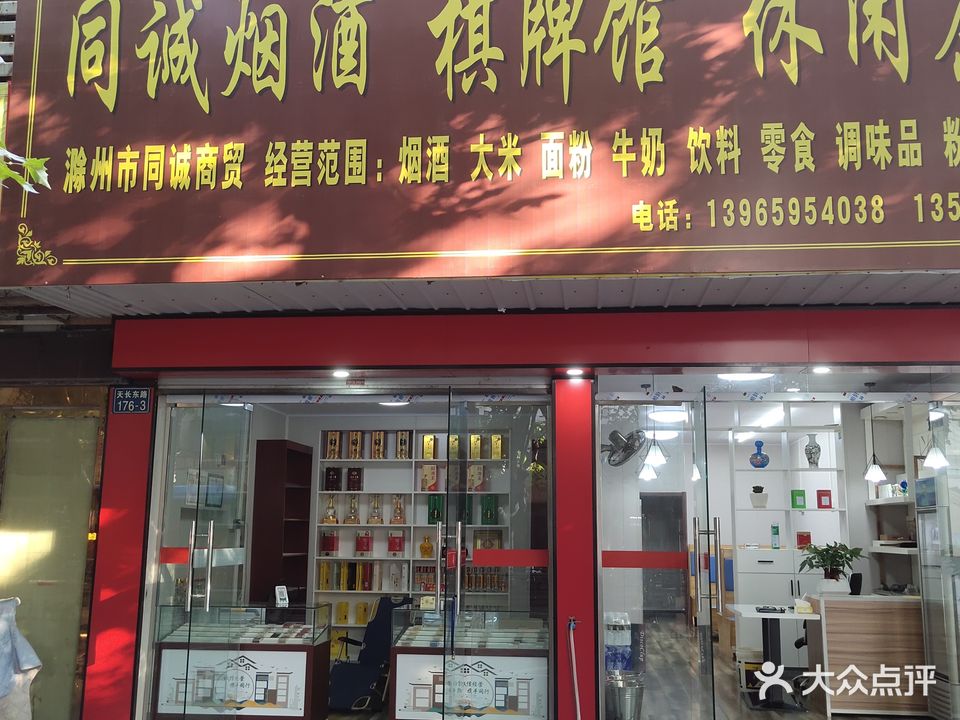 同诚烟酒 棋牌馆 休闲
滁州市同诚商贸 经营范围：烟酒 大米 面粉 牛奶 饮料 零食 调味品 粮
电话：13965954038 135
天长东路
176-3
大众点评